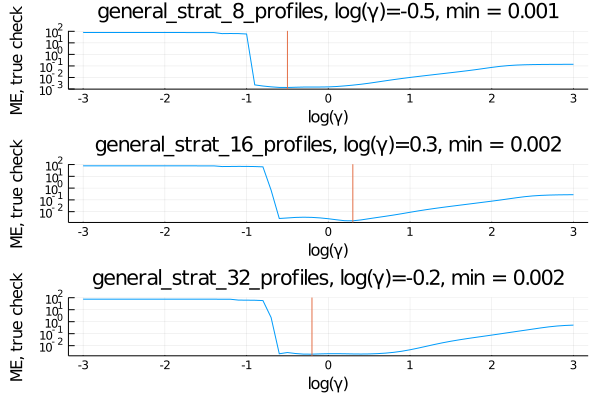 general_strat_8_profiles, log(γ)=-0.5, min = 0.001
ME, true check
10²
10¹
10⁰
10⁻¹
10⁻²
10⁻³
-3 -2 -1 0 1 2 3
log(γ)
general_strat_16_profiles, log(γ)=0.3, min = 0.002
ME, true check
10²
10¹
10⁰
10⁻¹
10⁻²
-3 -2 -1 0 1 2 3
log(γ)
general_strat_32_profiles, log(γ)=-0.2, min = 0.002
ME, true check
10²
10¹
10⁰
10⁻¹
10⁻²
-3 -2 -1 0 1 2 3
log(γ)